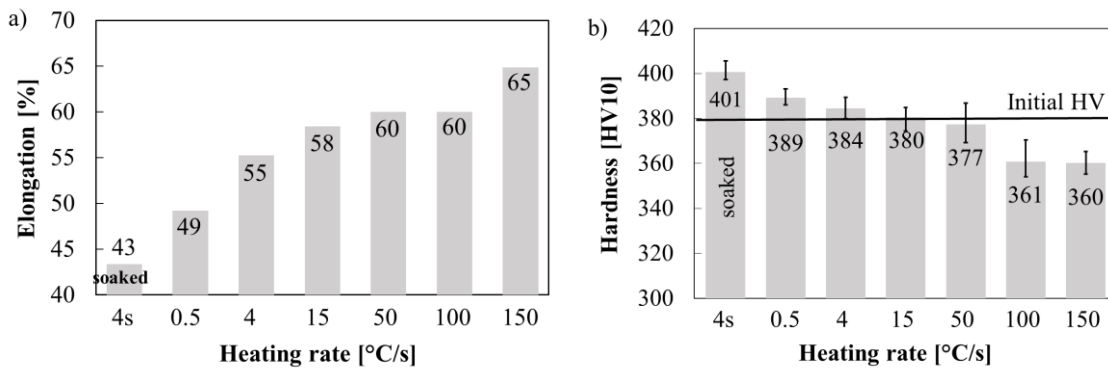 a)
Elongation [%]
70
65
60
55
50
45
40
43
soaked
49
55
58
60
60
65
4s 0.5 4 15 50 100 150
Heating rate [°C/s]
b)
Hardness [HV10]
420
400
380
360
340
320
300
Initial HV
401
soaked
389
384
380
377
361
360
4s 0.5 4 15 50 100 150
Heating rate [°C/s]